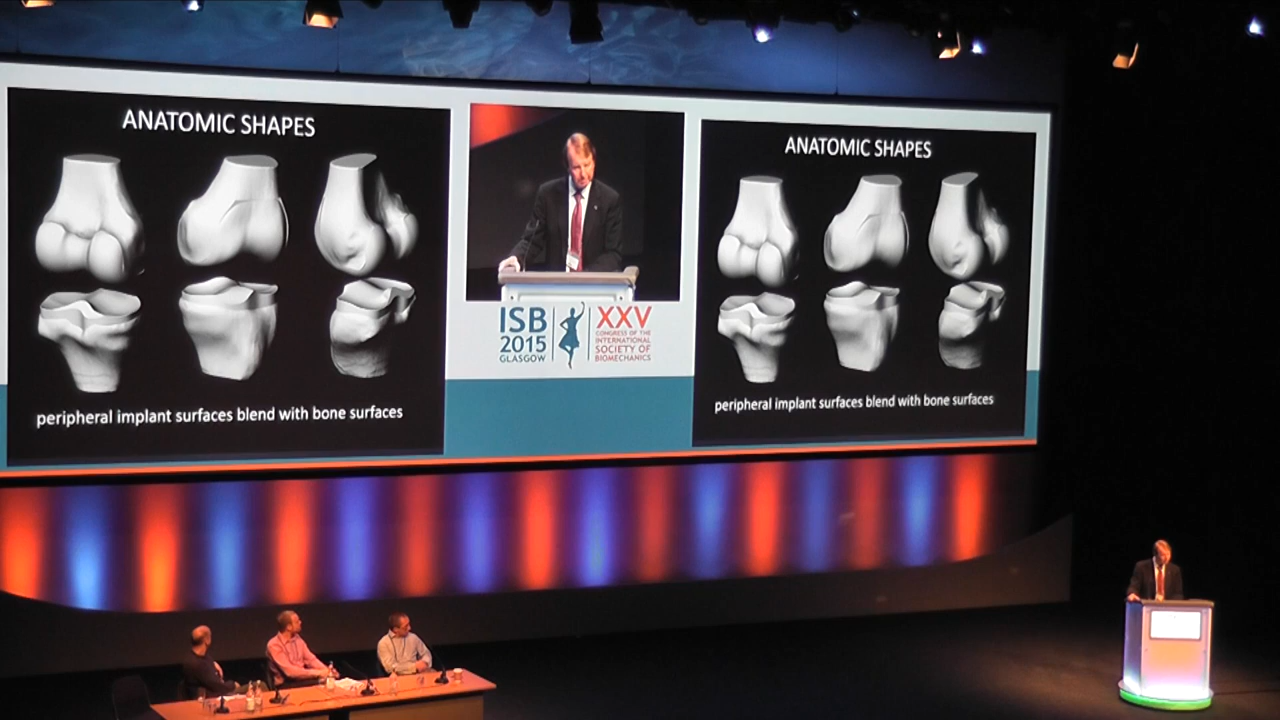 ANATOMIC SHAPES
peripheral implant surfaces blend with bone surfaces
ISB
2015
GLASGOW
XXV
CONGRESS OF THE
INTERNATIONAL
SOCIETY OF
BIOMECHANICS
ANATOMIC SHAPES
peripheral implant surfaces blend with bone surfaces